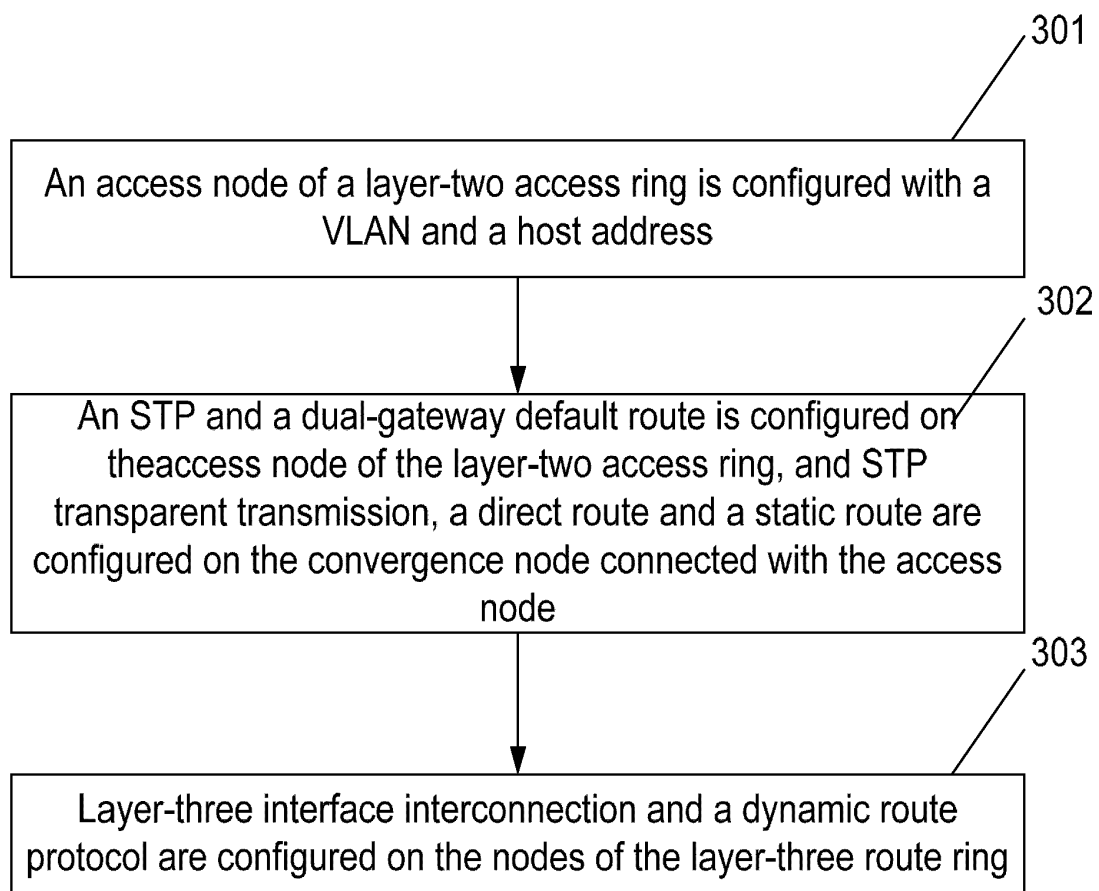 301
An access node of a layer-two access ring is configured with a
VLAN and a host address
302
An STP and a dual-gateway default route is configured on
theaccess node of the layer-two access ring, and STP
transparent transmission, a direct route and a static route are
configured on the convergence node connected with the access
node
303
Layer-three interface interconnection and a dynamic route
protocol are configured on the nodes of the layer-three route ring